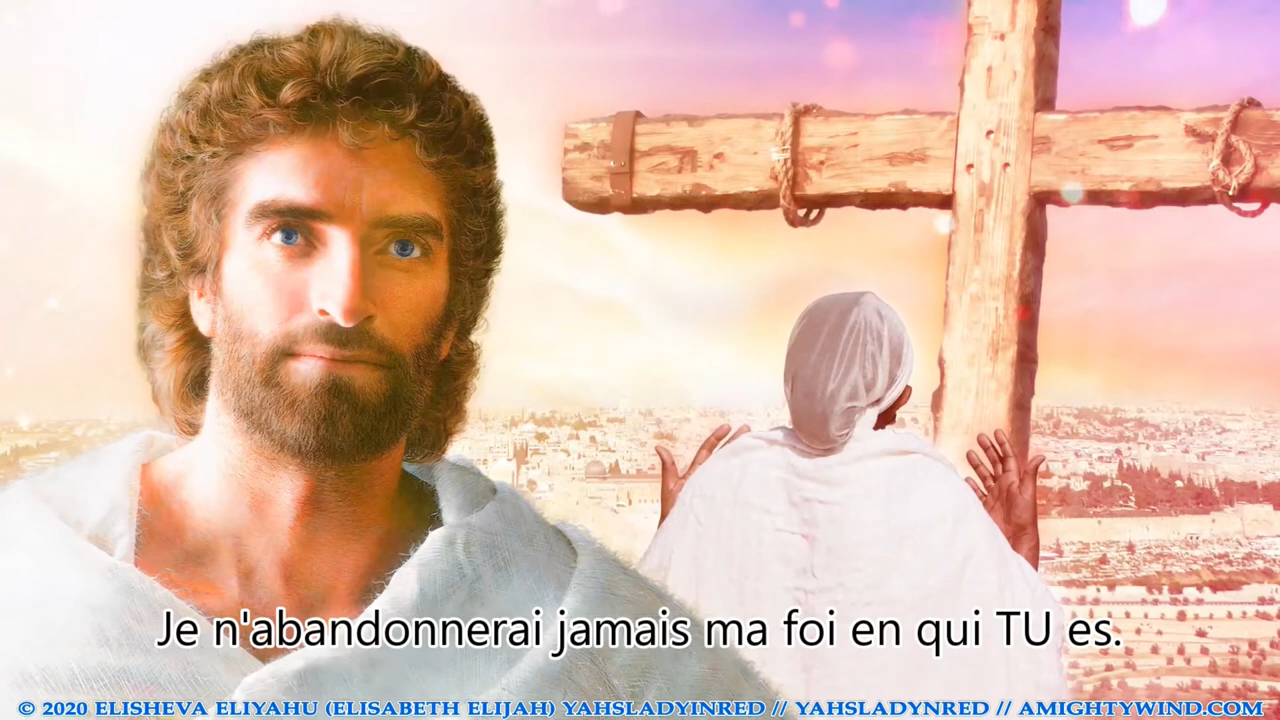 Je n'abandonnerai jamais ma foi en qui TU es.
© 2020 ELISHEVA ELIYAHU (ELISABETH ELIJAH) YAHSLADYINRED // YAHSLADYNRED // AMIGHTYWIND.COM